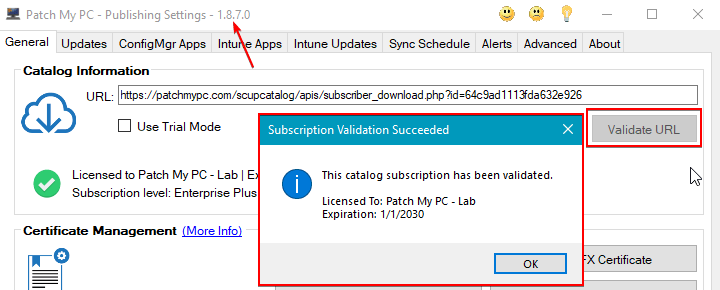 Patch My PC - Publishing Settings - 1.8.7.0
General Updates ConfigMgr Apps Intune Apps Intune Updates Sync Schedule Alerts Advanced About
Catalog Information
URL: https://patchmypc.com/scupcatalog/apis/subscriber_download.php?id=64c9ad1113fda632e926
Use Trial Mode
Validate URL
Subscription Validation Succeeded
This catalog subscription has been validated.
Licensed To: Patch My PC - Lab
Expiration: 1/1/2030
OK
Licensed to Patch My PC - Lab |
Subscription level: Enterprise Plus
Certificate Management (More Info)
Certificate